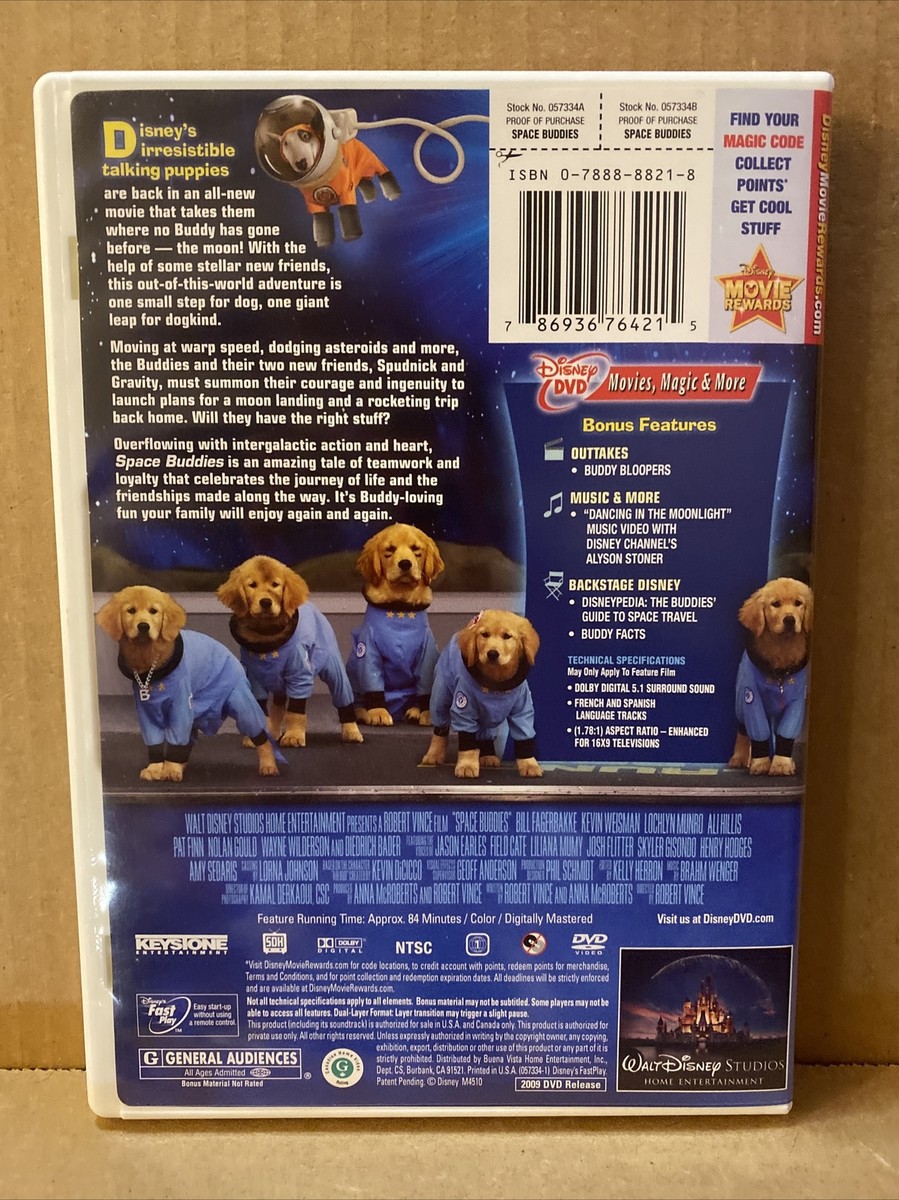 Disney's
irresistible
talking puppies
are back in an all-new
movie that takes them
where no Buddy has gone
before — the moon! With the
help of some stellar new friends,
this out-of-this-world adventure is
one small step for dog, one giant
leap for dogkind.
Moving at warp speed, dodging asteroids and more,
the Buddies and their two new friends, Spudnick and
Gravity, must summon their courage and ingenuity to
launch plans for a moon landing and a rocketing trip
back home. Will they have the right stuff?
Overflowing with intergalactic action and heart,
Space Buddies is an amazing tale of teamwork and
loyalty that celebrates the journey of life and the
friendships made along the way. It's Buddy-loving
fun your family will enjoy again and again.
Stock No. 057334A
PROOF OF PURCHASE
SPACE BUDDIES
Stock No. 057334B
PROOF OF PURCHASE
SPACE BUDDIES
ISBN 0-7888-8821-8
7 86936 76421 5
FIND YOUR
MAGIC CODE
COLLECT
POINTS*
GET COOL
STUFF
Disney
MOVIE
REWARDS
DisneyMovieRewards.com
Disney
DVD
Movies, Magic & More
Bonus Features
OUTTAKES
• BUDDY BLOOPERS
MUSIC & MORE
• "DANCING IN THE MOONLIGHT"
MUSIC VIDEO WITH
DISNEY CHANNEL'S
ALYSON STONER
BACKSTAGE DISNEY
• DISNEYPEDIA: THE BUDDIES'
GUIDE TO SPACE TRAVEL
• BUDDY FACTS
TECHNICAL SPECIFICATIONS
May Only Apply To Feature Film
• DOLBY DIGITAL 5.1 SURROUND SOUND
• FRENCH AND SPANISH
LANGUAGE TRACKS
• (1.78:1) ASPECT RATIO – ENHANCED
FOR 16X9 TELEVISIONS
B
WALT DISNEY STUDIOS HOME ENTERTAINMENT PRESENTS A ROBERT VINCE FILM "SPACE BUDDIES" BILL FAGERBAKKE KEVIN WEISMAN LOCHLYN MUNRO ALI HILLIS
PAT FINN NOLAN GOULD WAYNE WILDERSON AND DIEDRICH BADER JASON EARLES FIELD CATE LILIANA MUMY JOSH FLITTER SKYLER GISONDO HENRY HODGES
AMY SEDARIS CASTING BY LORNA JOHNSON KEVIN DICICCO GEOFF ANDERSON PRODUCTION DESIGNER PHIL SCHMIDT EDITED BY KELLY HERRON MUSIC BY BRAHM WENGER
DIRECTOR OF PHOTOGRAPHY KAMAL DERKAOUI, CSC PRODUCED BY ANNA McROBERTS AND ROBERT VINCE WRITTEN BY ROBERT VINCE AND ANNA McROBERTS DIRECTED BY ROBERT VINCE
Feature Running Time: Approx. 84 Minutes / Color / Digitally Mastered
Visit us at DisneyDVD.com
KEYSTONE
ENTERTAINMENT
SDH
DOLBY
DIGITAL
NTSC
1
DVD
VIDEO
*Visit DisneyMovieRewards.com for code locations, to credit account with points, redeem points for merchandise,
Terms and Conditions, and for point collection and redemption expiration dates. All deadlines will be strictly enforced
and are available at DisneyMovieRewards.com.
Disney's
Fast
Play
TM
Easy start-up
without using
a remote control.
Not all technical specifications apply to all elements. Bonus material may not be subtitled. Some players may not be
able to access all features. Dual-Layer Format: Layer transition may trigger a slight pause.
This product (including its soundtrack) is authorized for sale in U.S.A. and Canada only. This product is authorized for
private use only. All other rights reserved. Unless expressly authorized in writing by the copyright owner, any copying,
exhibition, export, distribution or other use of this product or any part of it is
strictly prohibited. Distributed by Buena Vista Home Entertainment, Inc.,
Dept. CS, Burbank, CA 91521. Printed in U.S.A. (057334-1) Disney's FastPlay.
Patent Pending. © Disney M4510
2009 DVD Release
G GENERAL AUDIENCES
All Ages Admitted
®
Bonus Material Not Rated
G
WALT DISNEY STUDIOS
HOME ENTERTAINMENT